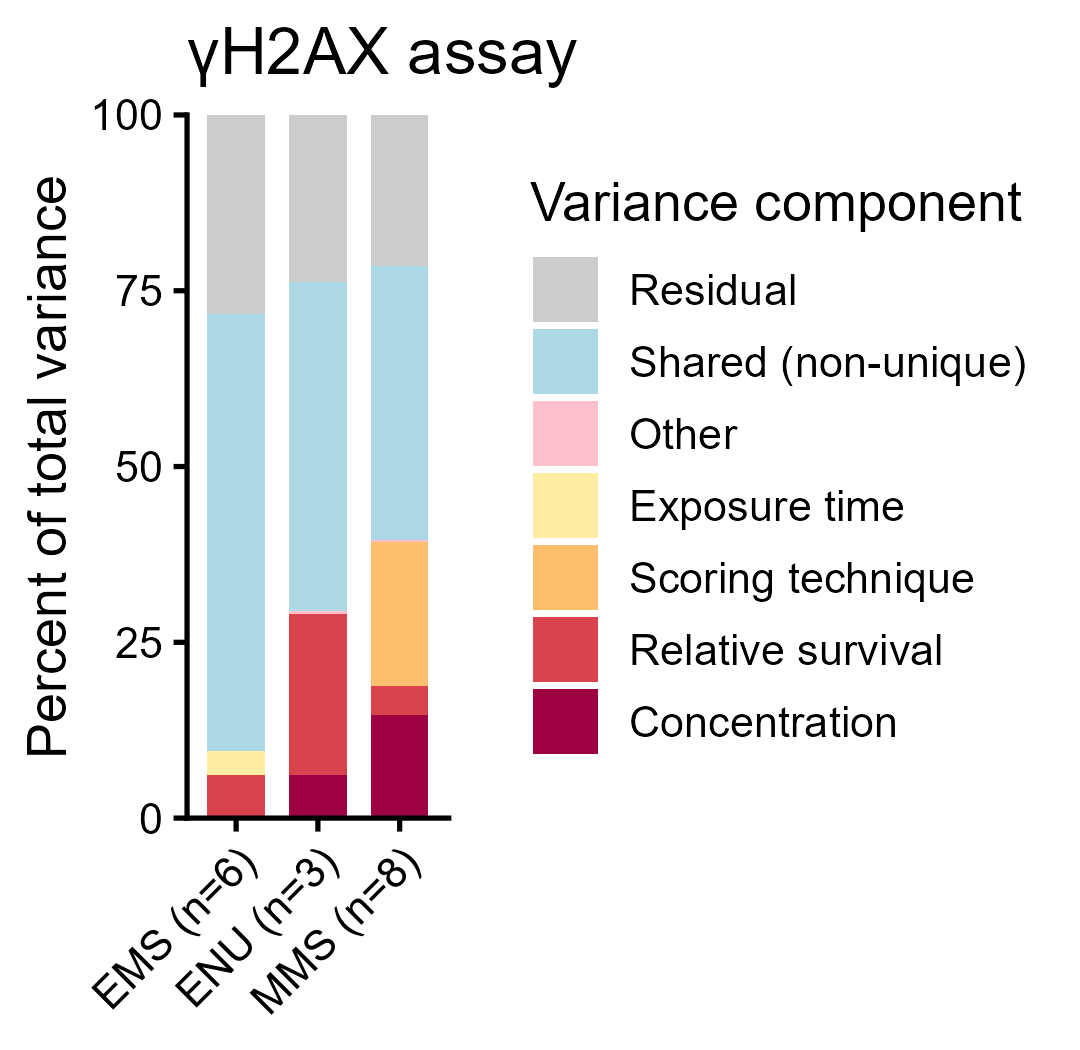 γH2AX assay
Percent of total variance
100
75
50
25
0
EMS (n=6)
ENU (n=3)
MMS (n=8)
Variance component
Residual
Shared (non-unique)
Other
Exposure time
Scoring technique
Relative survival
Concentration